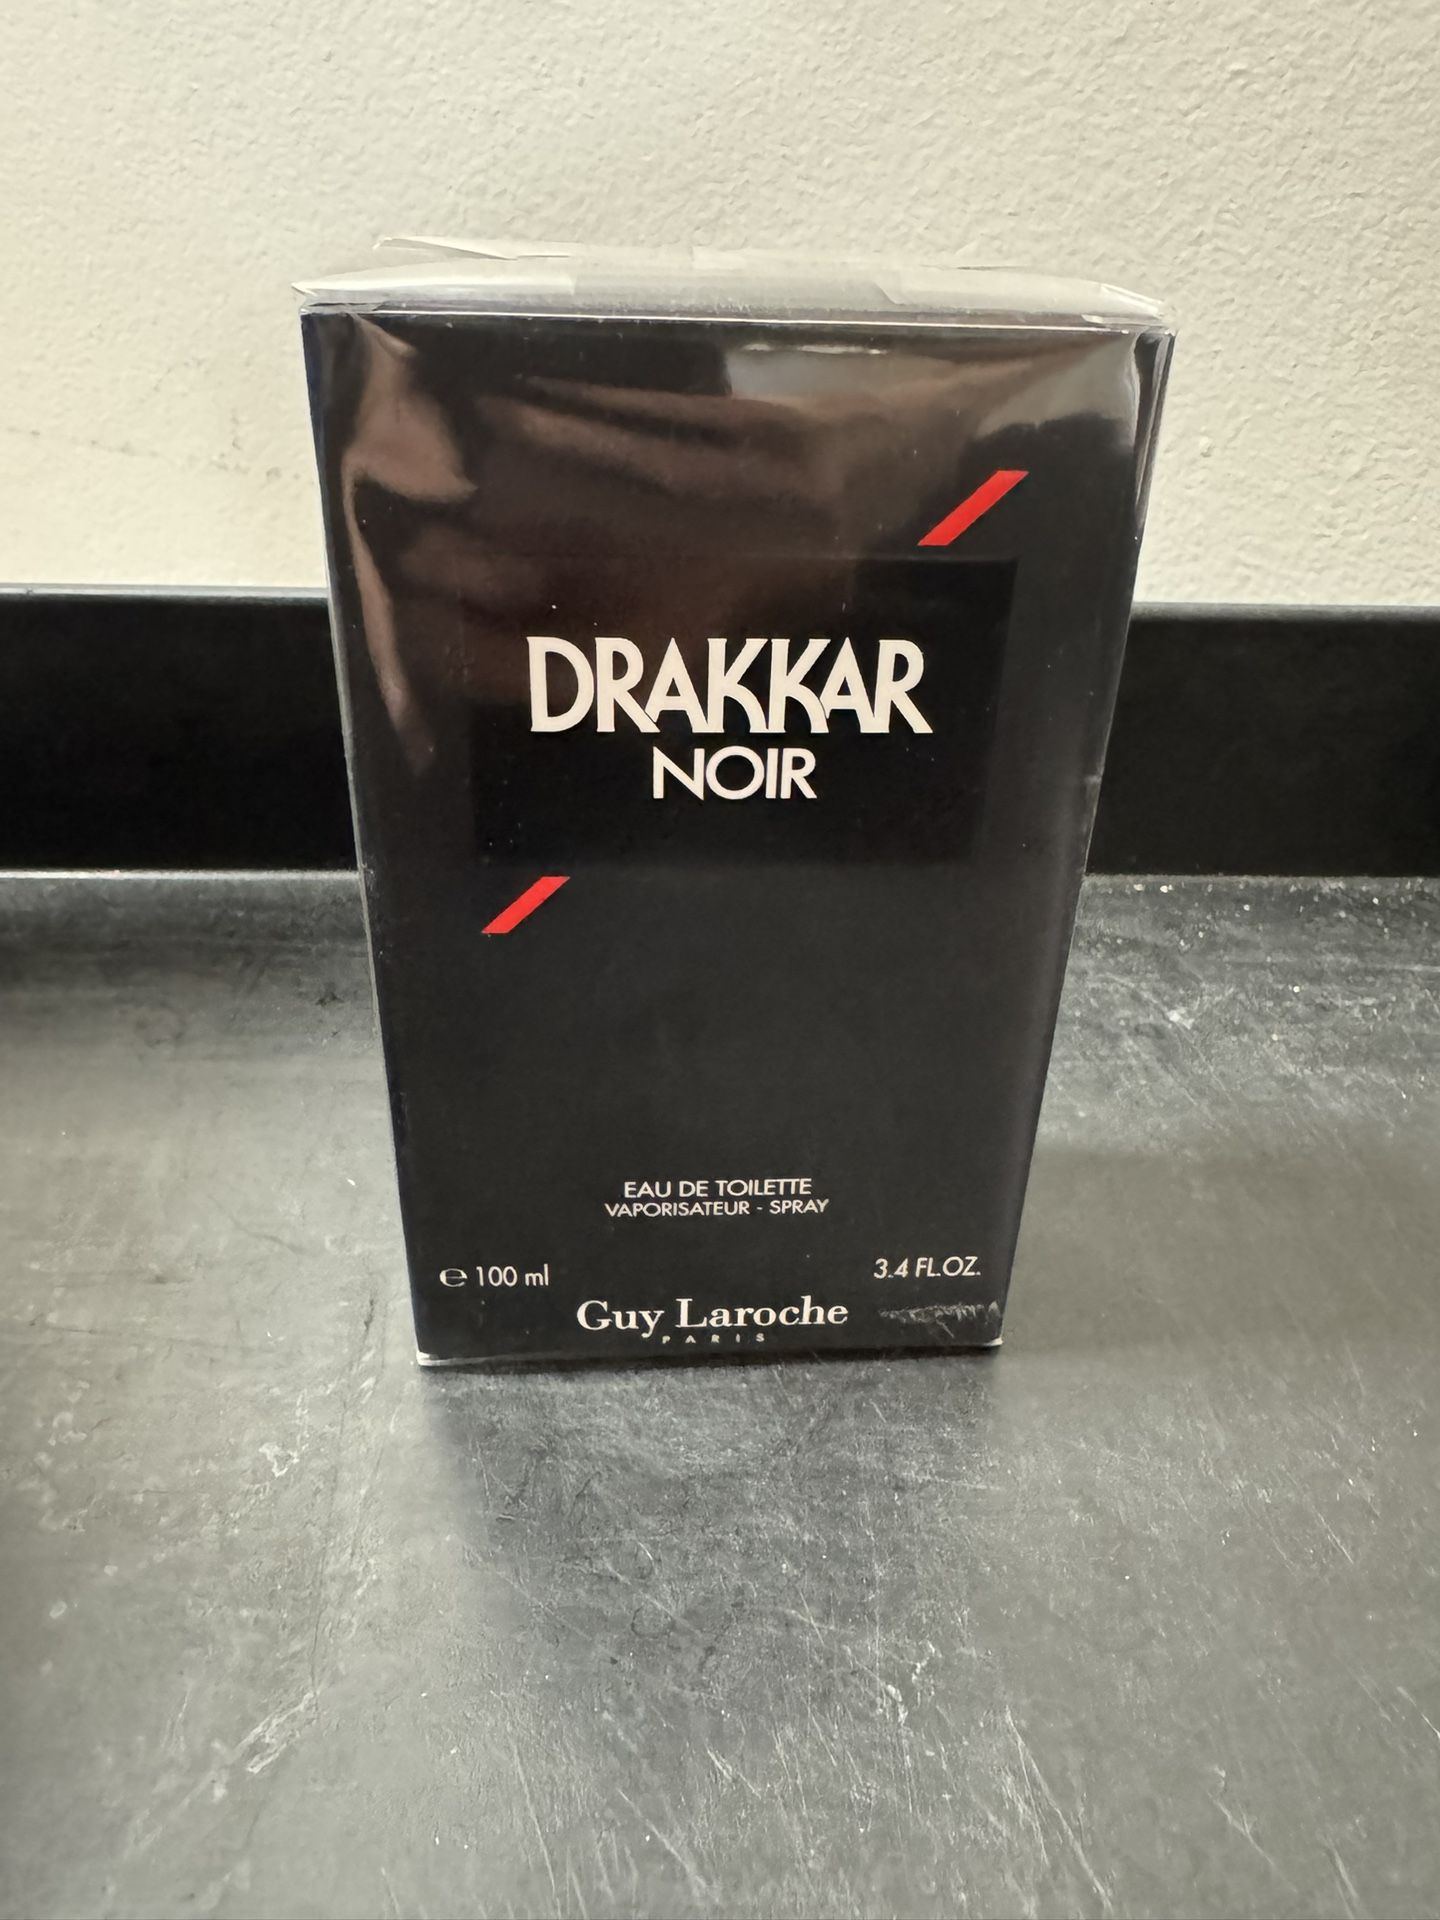 DRAKKAR
NOIR
EAU DE TOILETTE
VAPORISATEUR - SPRAY
℮ 100 ml
3.4 FL.OZ.
Guy Laroche
PARIS